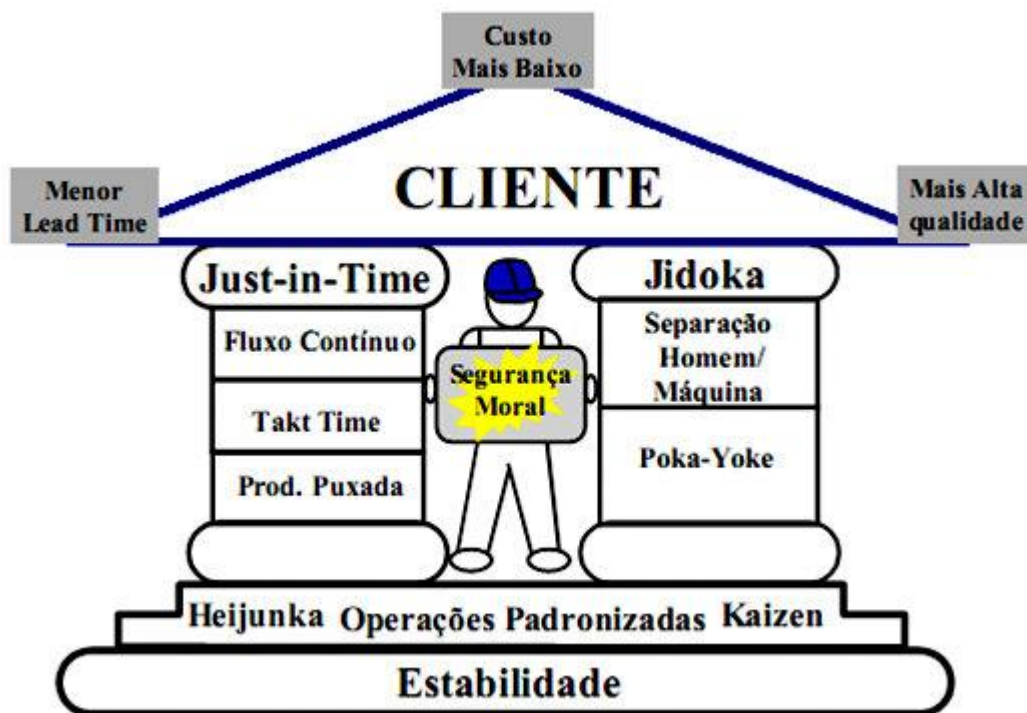 Custo
Mais Baixo
CLIENTE
Menor
Lead Time
Mais Alta
qualidade
Just-in-Time
Fluxo Contínuo
Takt Time
Prod. Puxada
Segurança
Moral
Jidoka
Separação
Homem/
Máquina
Poka-Yoke
Heijunka Operações Padronizadas Kaizen
Estabilidade